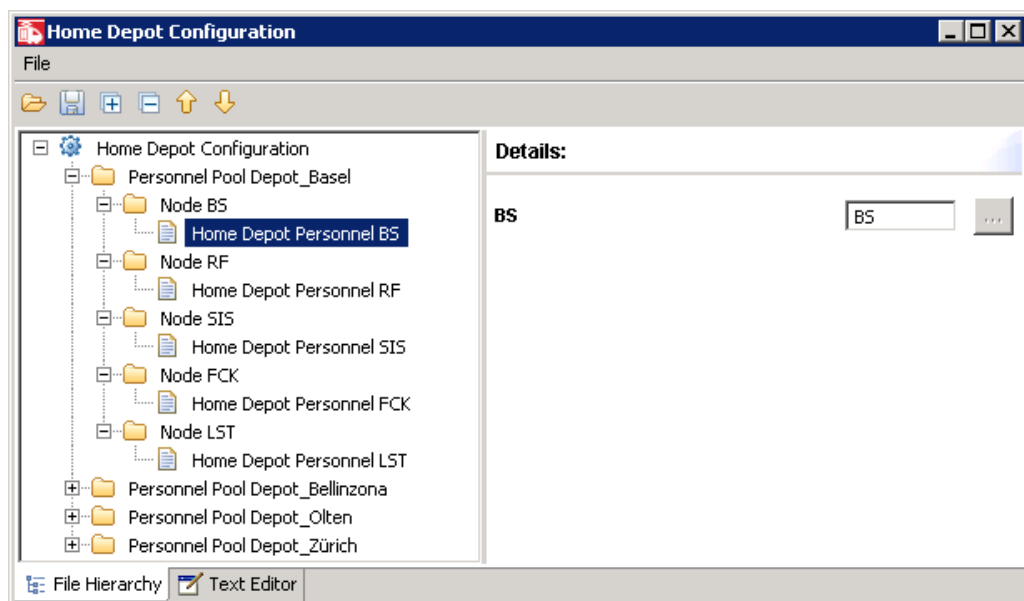 Home Depot Configuration
File
Home Depot Configuration
Personnel Pool Depot_Basel
Node BS
Home Depot Personnel BS
Node RF
Home Depot Personnel RF
Node SIS
Home Depot Personnel SIS
Node FCK
Home Depot Personnel FCK
Node LST
Home Depot Personnel LST
Personnel Pool Depot_Bellinzona
Personnel Pool Depot_Olten
Personnel Pool Depot_Zürich
Details:
BS BS ...
File Hierarchy Text Editor